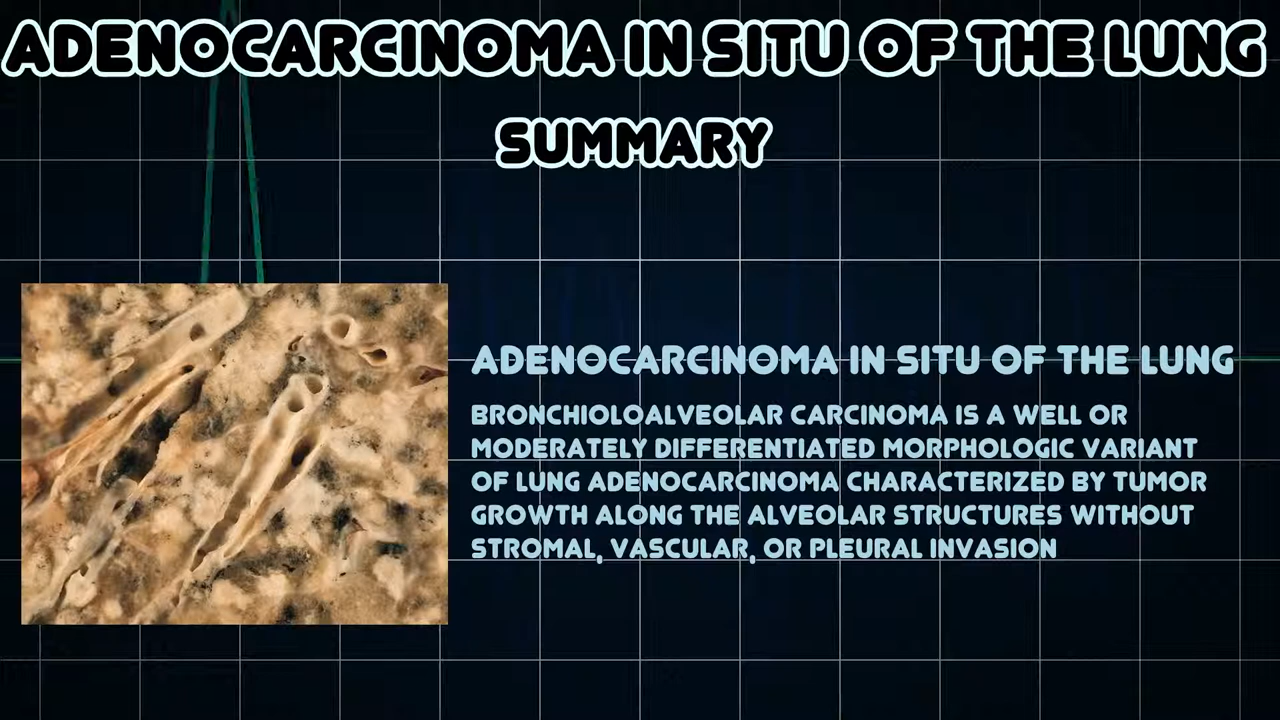 ADENOCARCINOMA IN SITU OF THE LUNG
SUMMARY
ADENOCARCINOMA IN SITU OF THE LUNG
BRONCHIOLOALVEOLAR CARCINOMA IS A WELL OR
MODERATELY DIFFERENTIATED MORPHOLOGIC VARIANT
OF LUNG ADENOCARCINOMA CHARACTERIZED BY TUMOR
GROWTH ALONG THE ALVEOLAR STRUCTURES WITHOUT
STROMAL, VASCULAR, OR PLEURAL INVASION